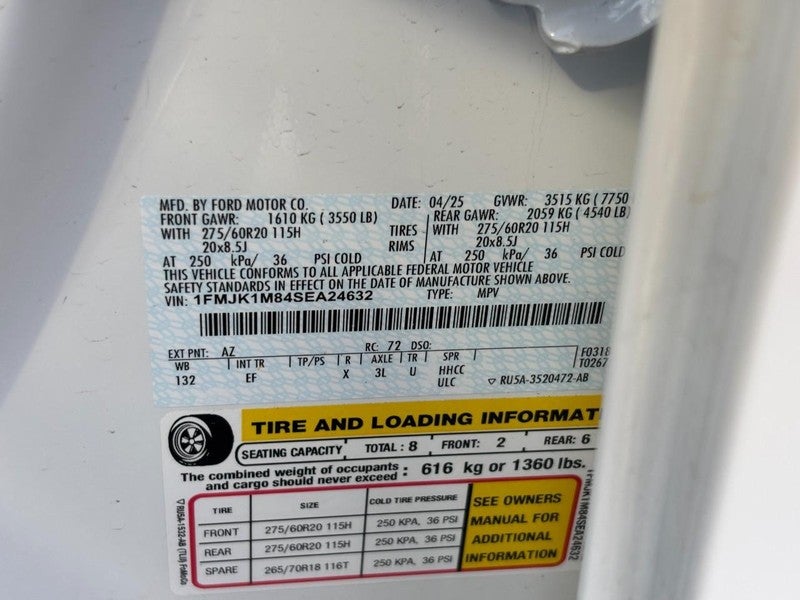 MFD. BY FORD MOTOR CO. DATE: 04/25 GVWR: 3515 KG ( 7750
FRONT GAWR: 1610 KG ( 3550 LB) REAR GAWR: 2059 KG ( 4540 LB)
WITH 275/60R20 115H TIRES WITH 275/60R20 115H
20x8.5J RIMS 20x8.5J
AT 250 kPa/ 36 PSI COLD AT 250 kPa/ 36 PSI COLD
THIS VEHICLE CONFORMS TO ALL APPLICABLE FEDERAL MOTOR VEHICLE
SAFETY STANDARDS IN EFFECT ON THE DATE OF MANUFACTURE SHOWN ABOVE.
VIN: 1FMJK1M84SEA24632 TYPE: MPV
EXT PNT: AZ RC: 72 DSO: F0318
WB INT TR TP/PS R AXLE TR SPR T0267
132 EF X 3L U HHCC
ULC ▽ RU5A-3520472-AB
TIRE AND LOADING INFORMAT
SEATING CAPACITY TOTAL : 8 FRONT: 2 REAR: 6
The combined weight of occupants and cargo should never exceed : 616 kg or 1360 lbs.
TIRE SIZE COLD TIRE PRESSURE
FRONT 275/60R20 115H 250 KPA, 36 PSI
REAR 275/60R20 115H 250 KPA, 36 PSI
SPARE 265/70R18 116T 250 KPA, 36 PSI
SEE OWNERS
MANUAL FOR
ADDITIONAL
INFORMATION